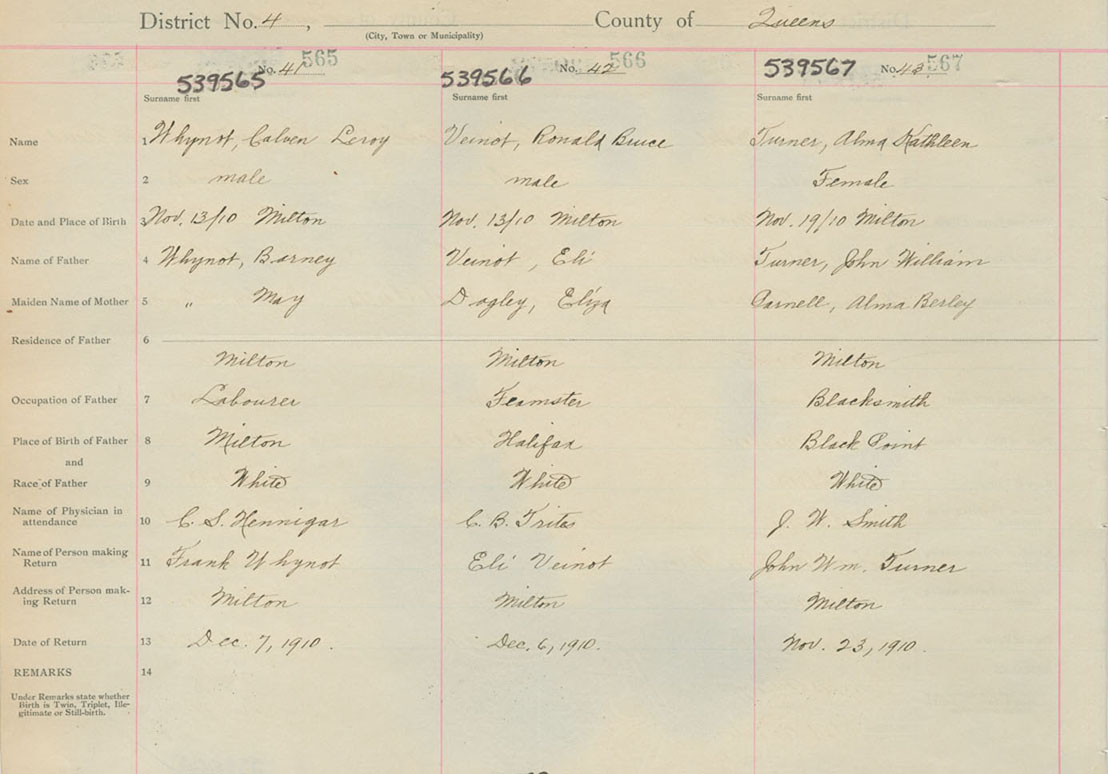 District No. 4, County of Queens
(City, Town or Municipality)
565 566 567
539565 No. 41 539566 No. 42 539567 No. 43
Surname first Surname first Surname first
Name 1 Whynot, Calven Leroy Veinot, Ronald Bruce Turner, Alma Kathleen
Sex 2 male male Female
Date and Place of Birth 3 Nov. 13/10 Milton Nov. 13/10 Milton Nov. 19/10 Milton
Name of Father 4 Whynot, Barney Veinot, Eli Turner, John William
Maiden Name of Mother 5 " May Dagley, Eliza Parnell, Alma Berley
Residence of Father 6
Milton Milton Milton
Occupation of Father 7 Labourer Teamster Blacksmith
Place of Birth of Father 8 Milton Halifax Black Point
and
Race of Father 9 White White White
Name of Physician in
attendance 10 C. S. Hennigar C. B. Trites J. W. Smith
Name of Person making
Return 11 Frank Whynot Eli Veinot John Wm. Turner
Address of Person mak-
ing Return 12 Milton Milton Milton
Date of Return 13 Dec. 7, 1910. Dec. 6, 1910. Nov. 23, 1910.
REMARKS 14
Under Remarks state whether
Birth is Twin, Triplet, Ille-
gitimate or Still-birth.